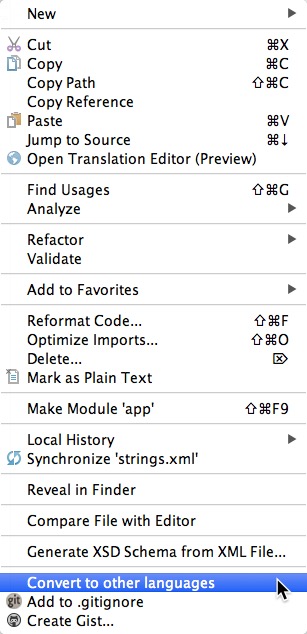 New
Cut ⌘X
Copy ⌘C
Copy Path ⇧⌘C
Copy Reference
Paste ⌘V
Jump to Source ⌘↓
Open Translation Editor (Preview)
Find Usages ⇧⌘G
Analyze
Refactor
Validate
Add to Favorites
Reformat Code... ⇧⌘F
Optimize Imports... ⇧⌘O
Delete... ⌦
Mark as Plain Text
Make Module 'app' ⇧⌘F9
Local History
Synchronize 'strings.xml'
Reveal in Finder
Compare File with Editor
Generate XSD Schema from XML File...
Convert to other languages
git Add to .gitignore
Create Gist...